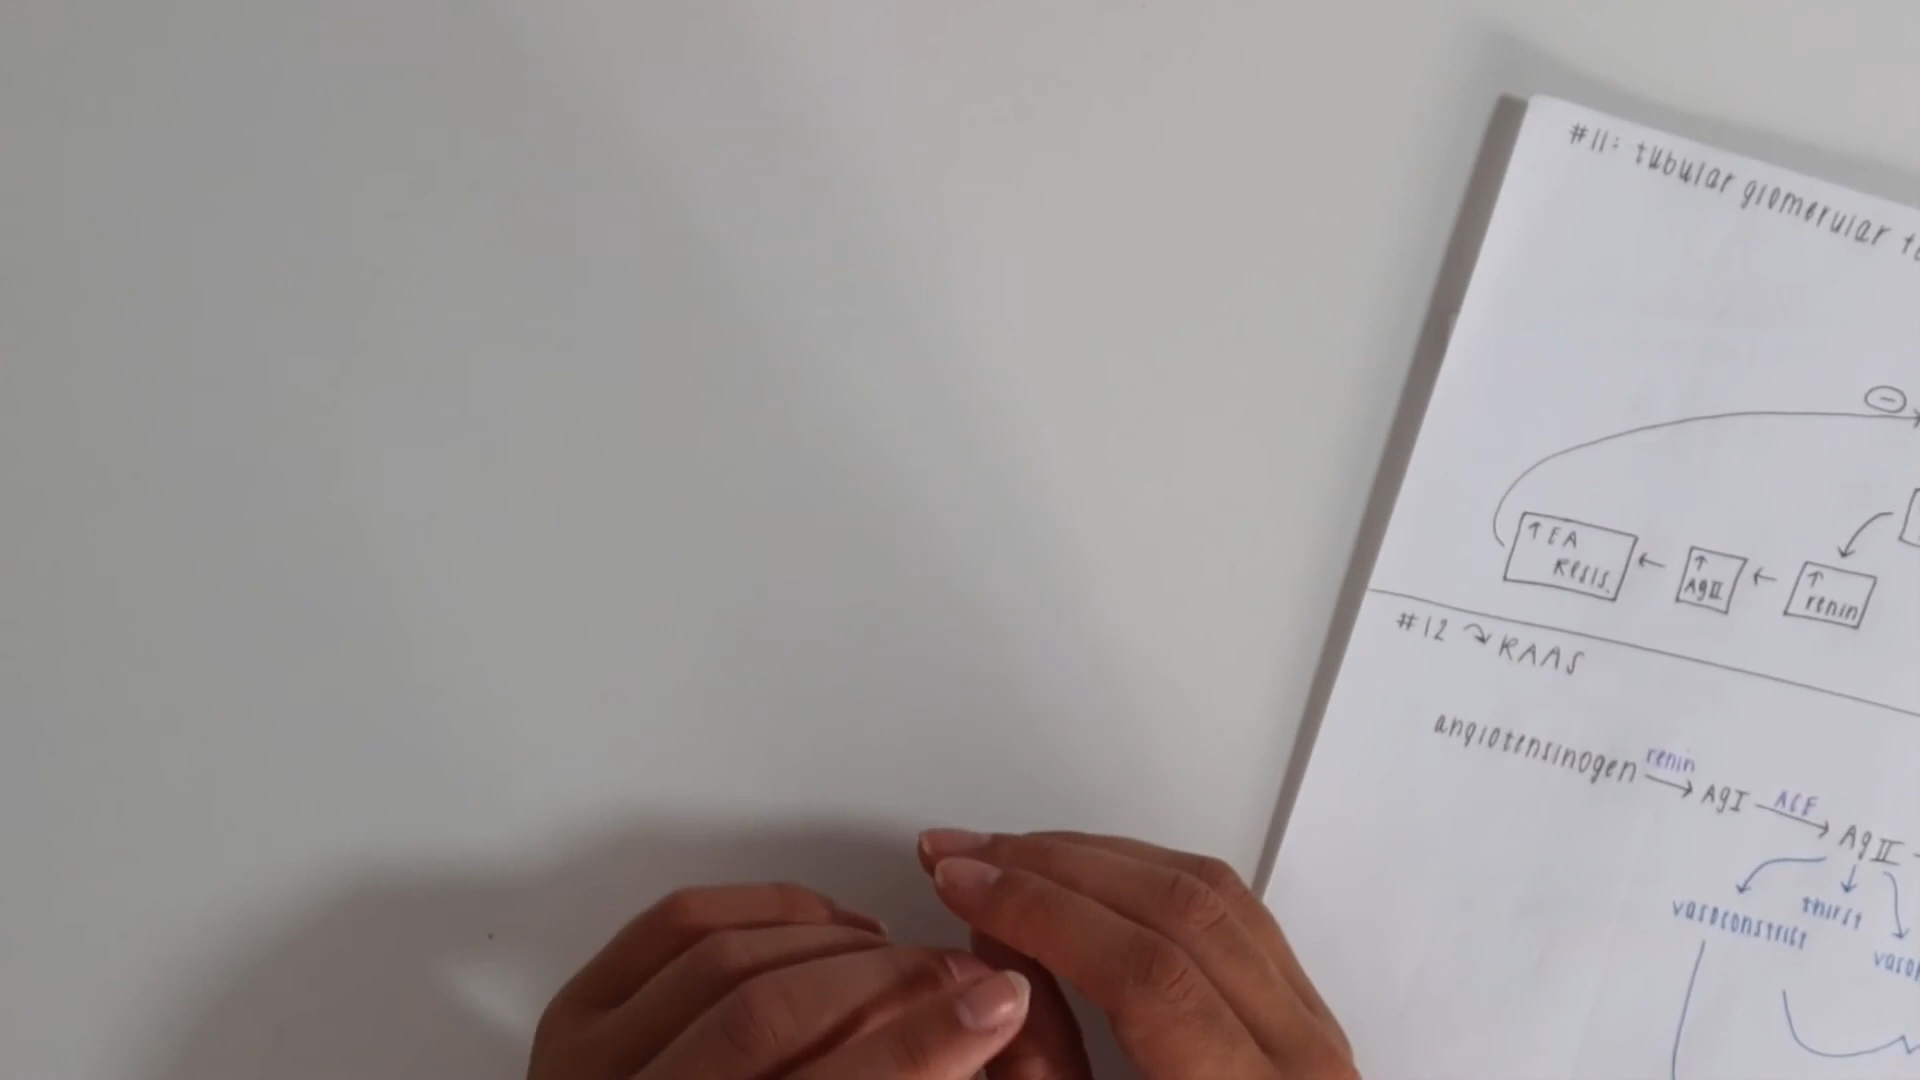 #11: tubular glomerular
−
↑ EA
resis.
←
↑
AgII
←
↑
renin
#12 ↷ RAAS
angiotensinogen renin → AgI ACE → AgII
vasoconstrict
thirst